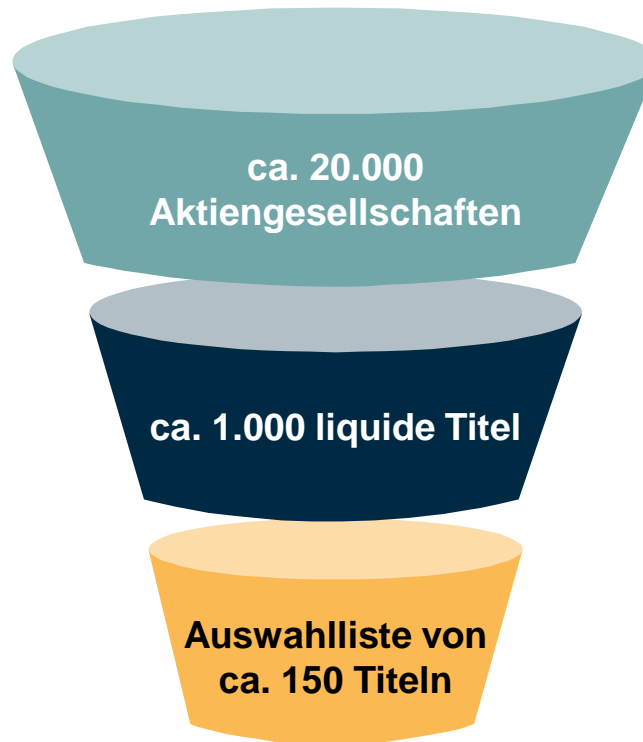 ca. 20.000
Aktiengesellschaften
ca. 1.000 liquide Titel
Auswahlliste von
ca. 150 Titeln